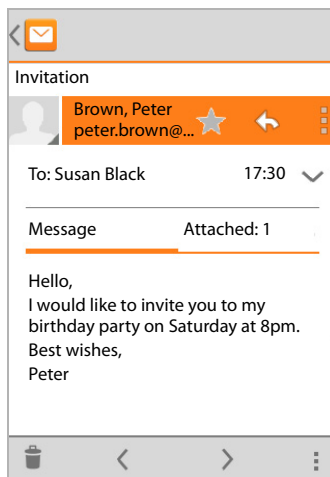 Invitation
Brown, Peter
peter.brown@...
To: Susan Black 17:30
Message Attached: 1
Hello,
I would like to invite you to my
birthday party on Saturday at 8pm.
Best wishes,
Peter